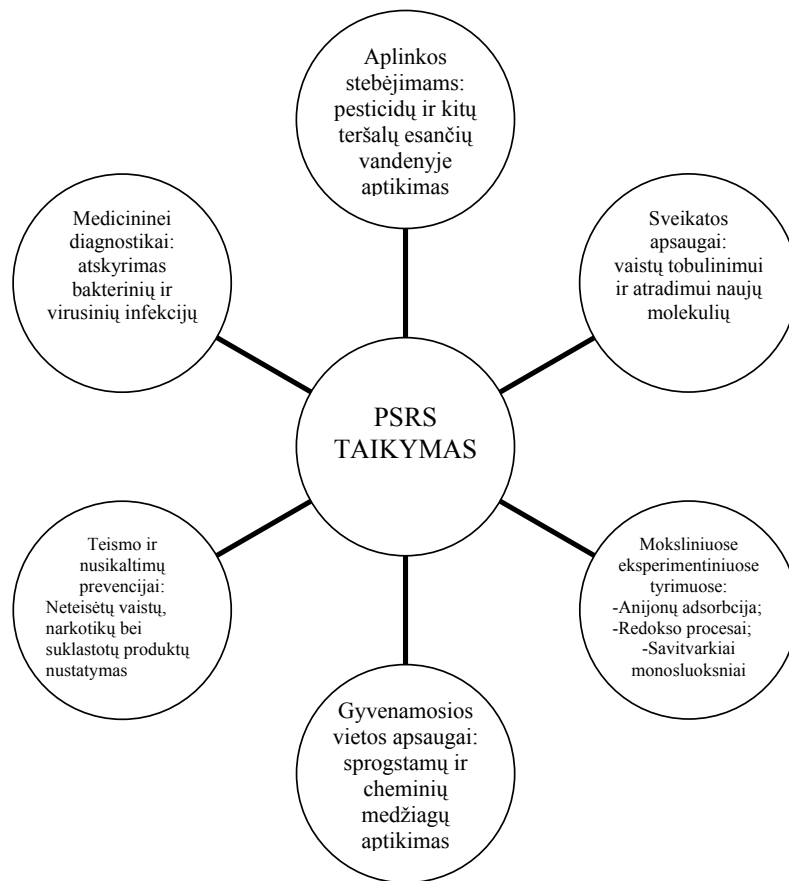 Aplinkos
stebėjimams:
pesticidų ir kitų
teršalų esančių
vandenyje
aptikimas
Medicininei
diagnostikai:
atskyrimas
bakterinių ir
virusinių infekcijų
Sveikatos
apsaugai:
vaistų tobulinimui
ir atradimui naujų
molekulių
PSRS
TAIKYMAS
Teismo ir
nusikaltimų
prevencijai:
Neteisėtų vaistų,
narkotikų bei
suklastotų produktų
nustatymas
Moksliniuose
eksperimentiniuose
tyrimuose:
-Anijonų adsorbcija;
-Redokso procesai;
-Savitvarkiai
monosluoksniai
Gyvenamosios
vietos apsaugai:
sprogstamų ir
cheminių
medžiagų
aptikimas